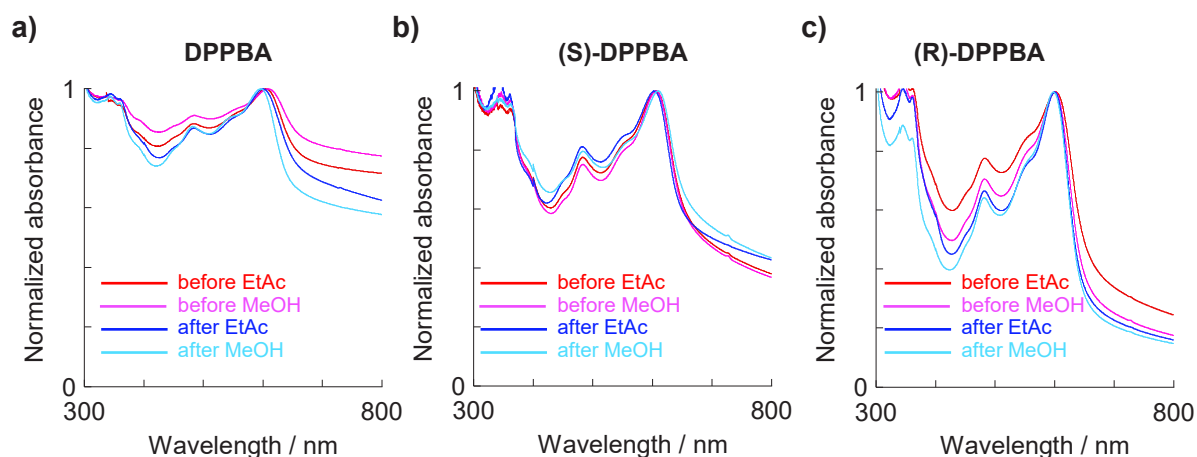 a)
DPPBA
1
Normalized absorbance
before EtAc
before MeOH
after EtAc
after MeOH
0
300
800
Wavelength / nm
b)
(S)-DPPBA
1
Normalized absorbance
before EtAc
before MeOH
after EtAc
after MeOH
0
300
800
Wavelength / nm
c)
(R)-DPPBA
1
Normalized absorbance
before EtAc
before MeOH
after EtAc
after MeOH
0
300
800
Wavelength / nm